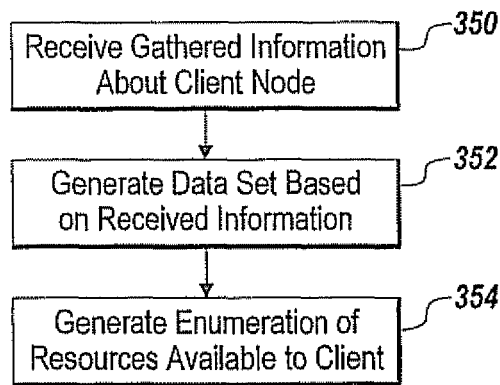 350
Receive Gathered Information
About Client Node
352
Generate Data Set Based
on Received Information
354
Generate Enumeration of
Resources Available to Client